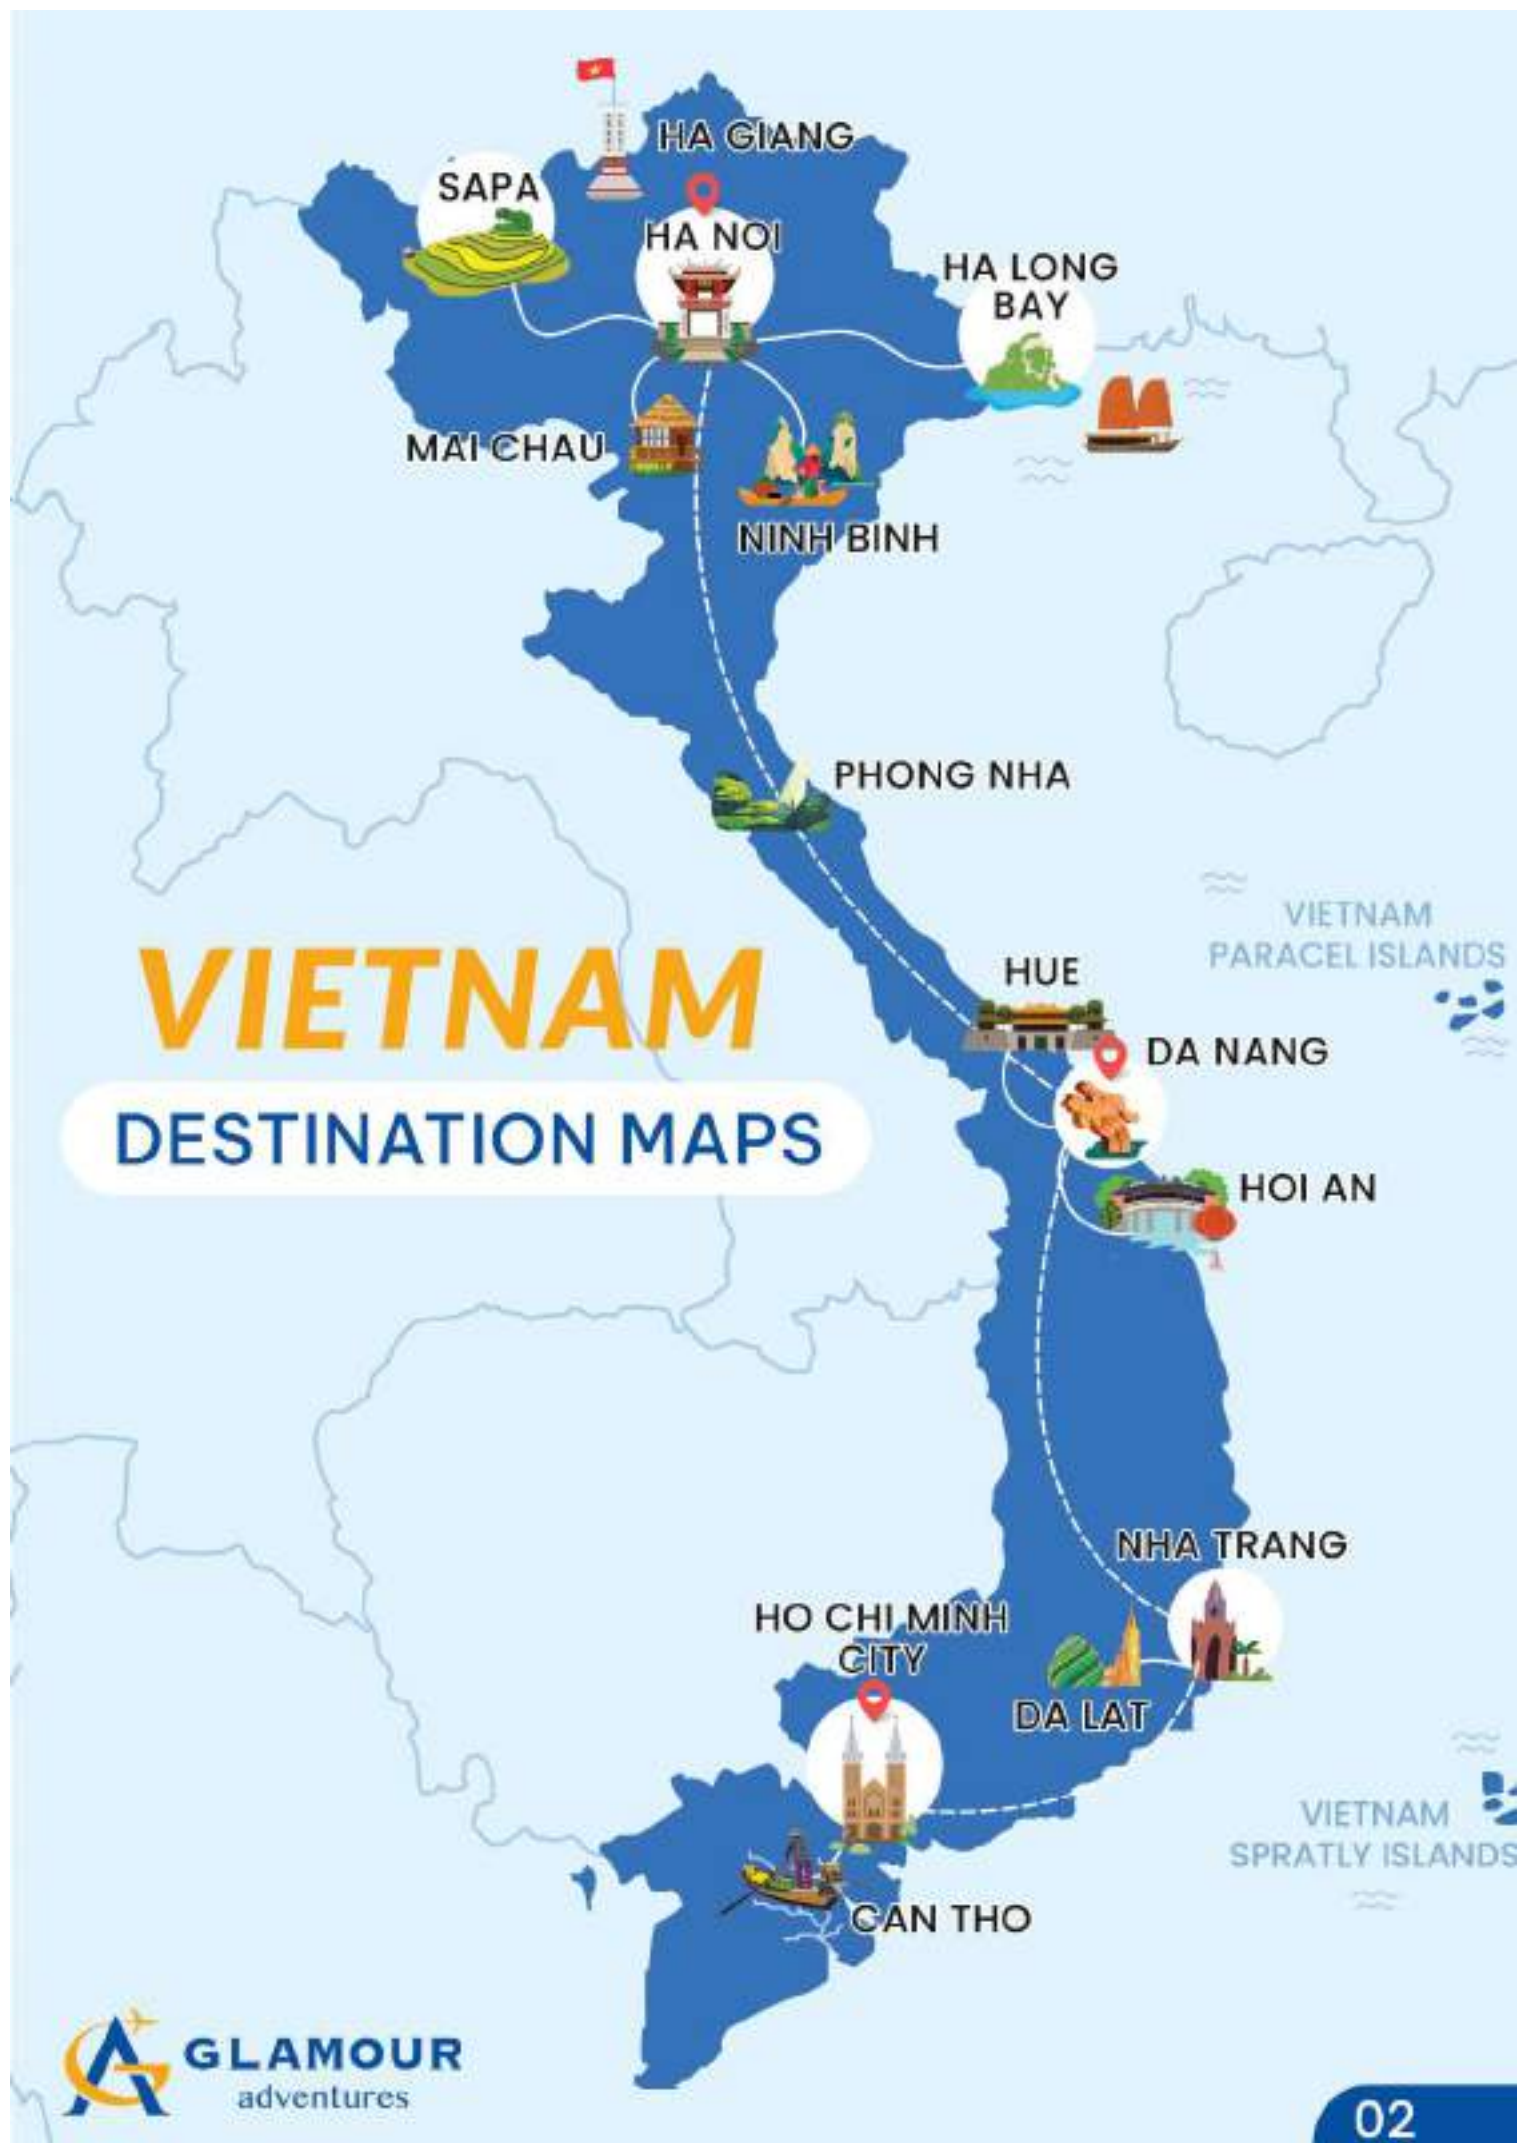 HA GIANG
SAPA
HA NOI
HA LONG
BAY
MAI CHAU
NINH BINH
PHONG NHA
VIETNAM
PARACEL ISLANDS
HUE
VIETNAM
DA NANG
DESTINATION MAPS
HOI AN
NHA TRANG
HO CHI MINH
CITY
DA LAT
VIETNAM
SPRATLY ISLANDS
CAN THO
GLAMOUR
adventures
02